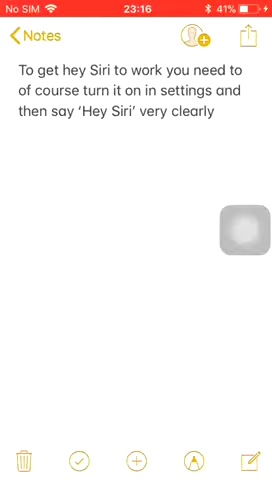 No SIM 23:16 41%
Notes
To get hey Siri to work you need to
of course turn it on in settings and
then say ‘Hey Siri’ very clearly